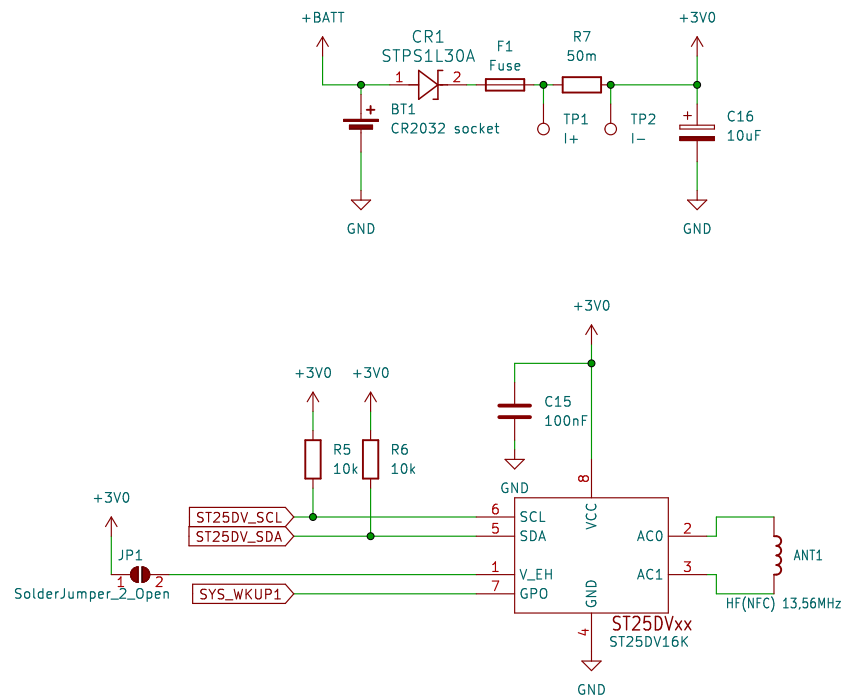 +BATT
+3V0
CR1
STPS1L30A
F1
Fuse
R7
50m
1
2
+
BT1
CR2032 socket
TP1
I+
TP2
I-
+
C16
10uF
GND
GND
+3V0
+3V0
+3V0
C15
100nF
R5
10k
R6
10k
GND
8
+3V0
ST25DV_SCL
6
SCL
VCC
ST25DV_SDA
5
SDA
AC0
2
JP1
1
2
ANT1
1
V_EH
AC1
3
SolderJumper_2_Open
SYS_WKUP1
7
GPO
GND
HF(NFC) 13,56MHz
4
ST25DVxx
ST25DV16K
GND